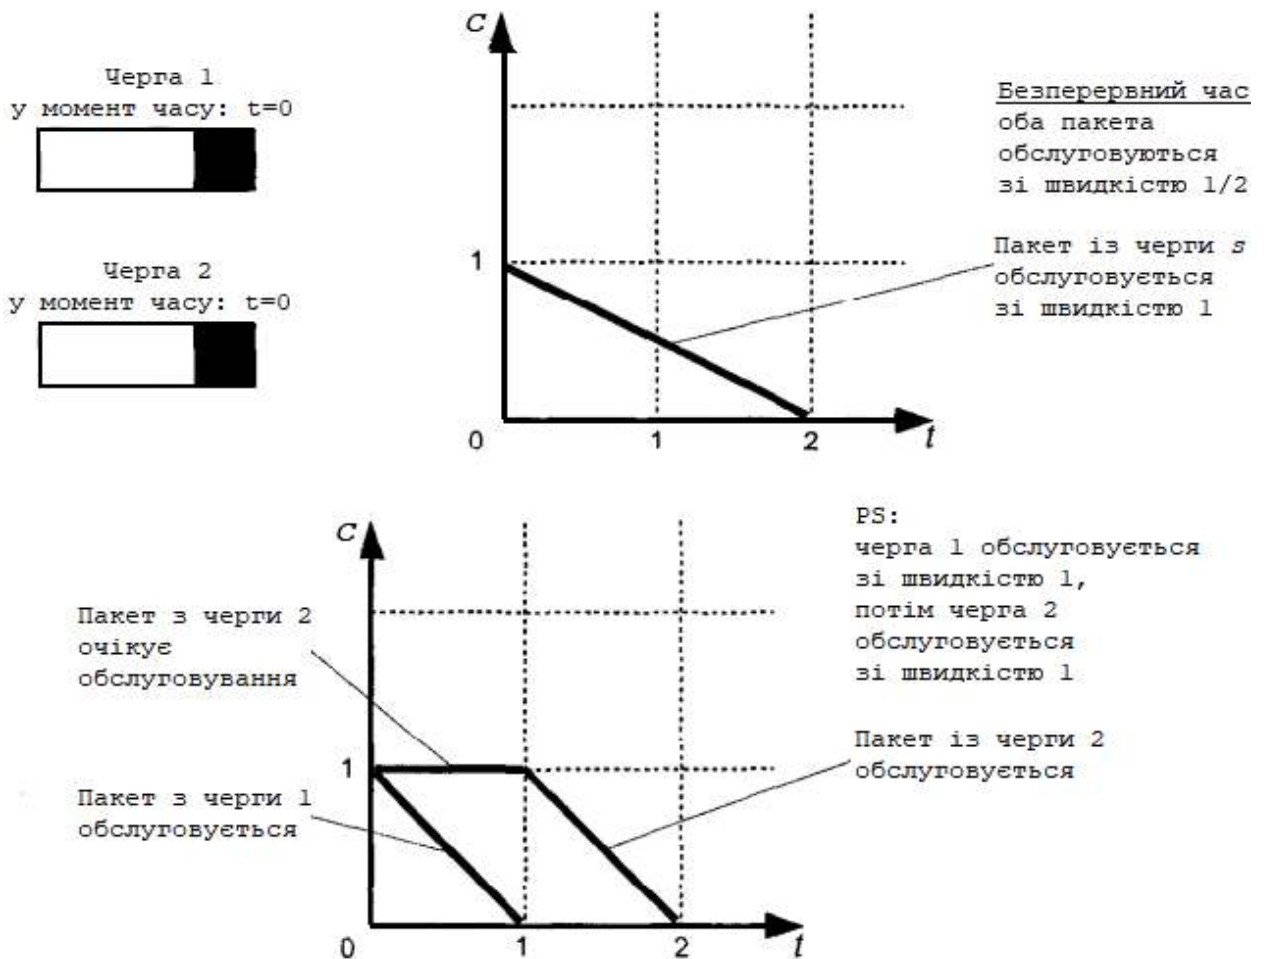 Черга 1
у момент часу: t=0
Черга 2
у момент часу: t=0
C
1
0
1
2
t
Безперервний час
оба пакета
обслуговуються
зі швидкістю 1/2
Пакет із черги s
обслуговується
зі швидкістю 1
C
Пакет з черги 2
очікує
обслуговування
1
Пакет з черги 1
обслуговується
0
1
2
t
PS:
черга 1 обслуговується
зі швидкістю 1,
потім черга 2
обслуговується
зі швидкістю 1
Пакет із черги 2
обслуговується